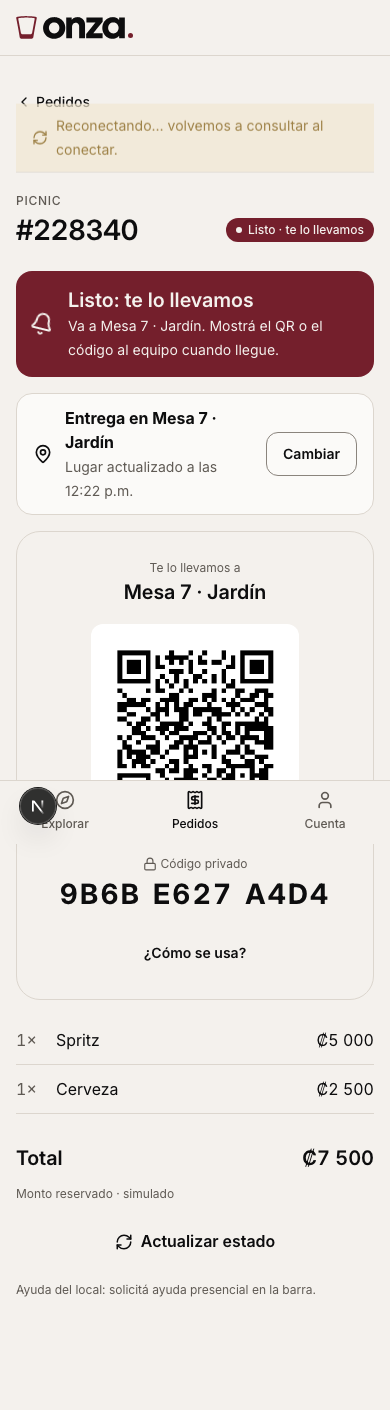 onza.
Pedidos
Reconectando... volvemos a consultar al
conectar.
PICNIC
#228340
Listo · te lo llevamos
Listo: te lo llevamos
Va a Mesa 7 · Jardín. Mostrá el QR o el
código al equipo cuando llegue.
Entrega en Mesa 7 ·
Jardín
Lugar actualizado a las
12:22 p.m.
Cambiar
Te lo llevamos a
Mesa 7 · Jardín
N
Explorar
Pedidos
Cuenta
Código privado
9B6B E627 A4D4
¿Cómo se usa?
1× Spritz ₡5 000
1× Cerveza ₡2 500
Total ₡7 500
Monto reservado · simulado
Actualizar estado
Ayuda del local: solicitá ayuda presencial en la barra.